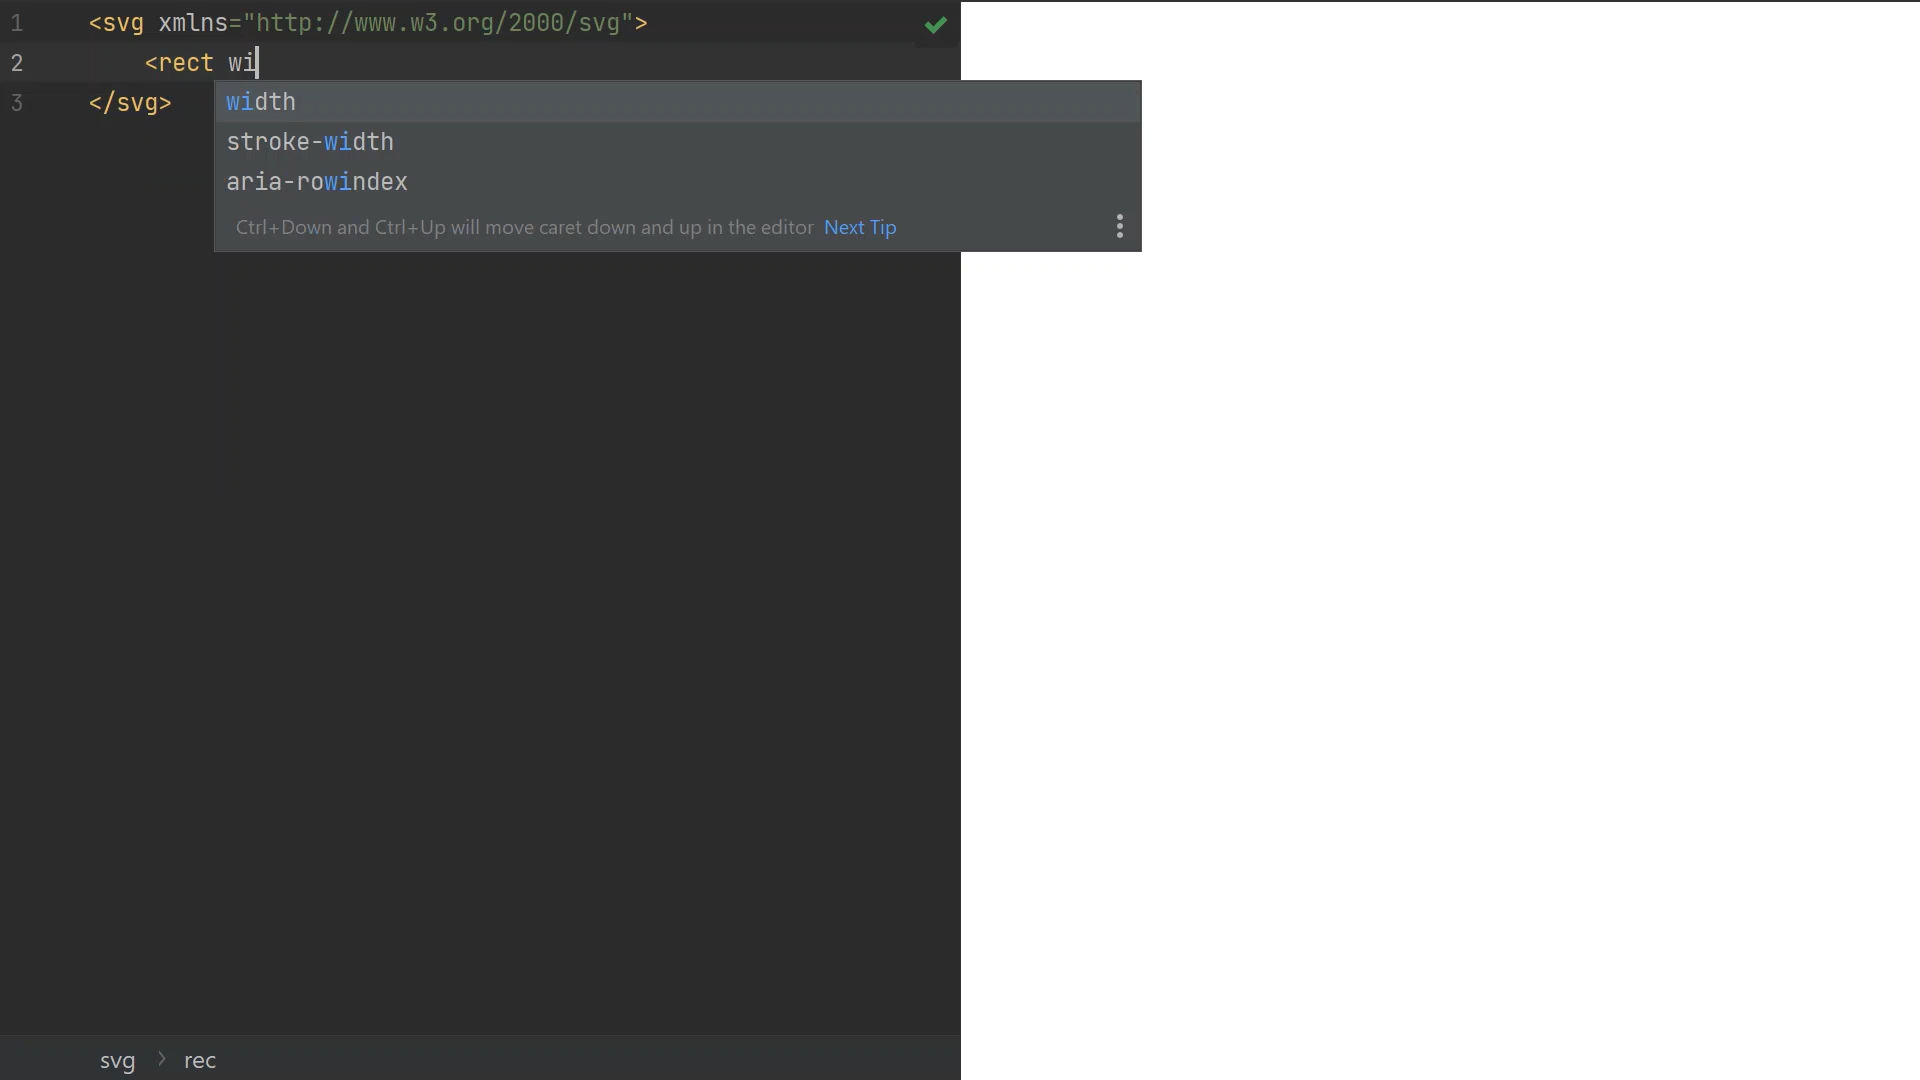 1 <svg xmlns="http://www.w3.org/2000/svg">
2 <rect wi
3 </svg>
width
stroke-width
aria-rowindex
Ctrl+Down and Ctrl+Up will move caret down and up in the editor Next Tip
svg > rec